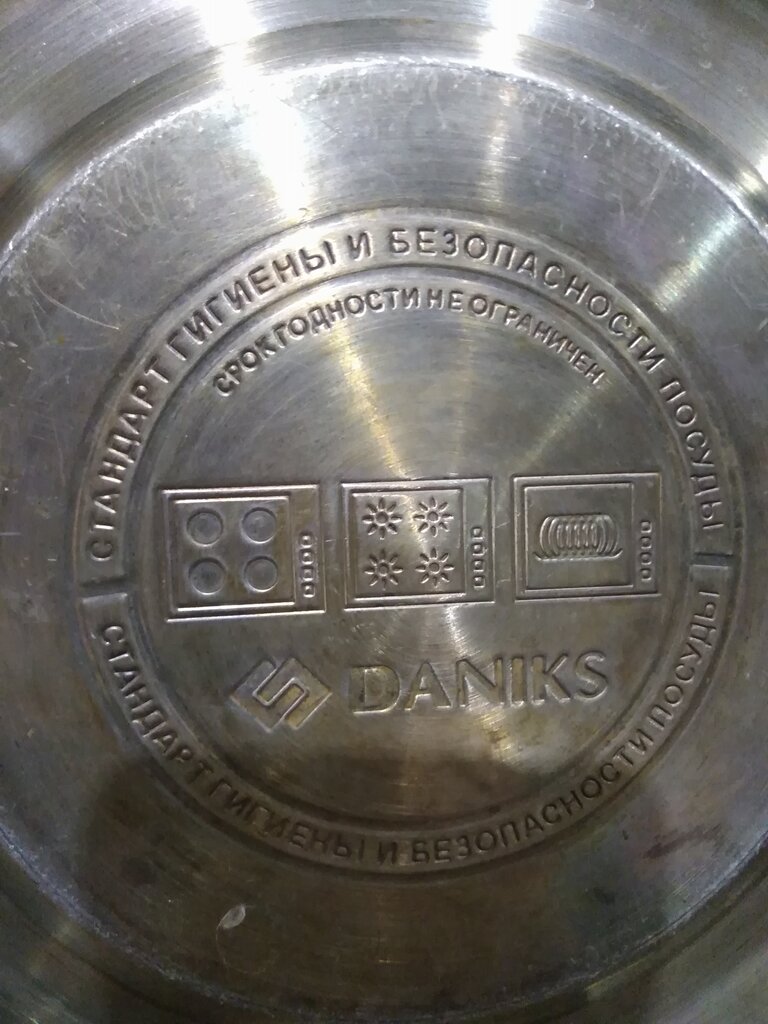 СТАНДАРТ ГИГИЕНЫ И БЕЗОПАСНОСТИ ПОСУДЫ
СРОК ГОДНОСТИ НЕ ОГРАНИЧЕН
DANIKS
СТАНДАРТ ГИГИЕНЫ И БЕЗОПАСНОСТИ ПОСУДЫ